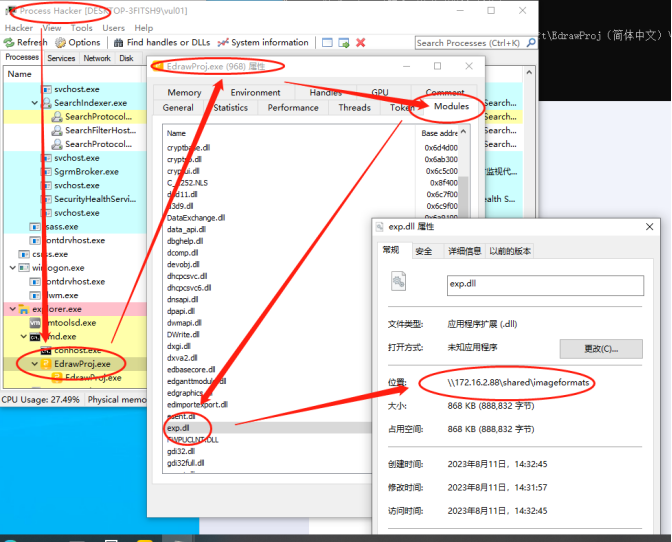 Process Hacker [DESKTOP-3FITSH9\vul01]
Hacker View Tools Users Help
Refresh Options Find handles or DLLs System information
Search Processes (Ctrl+K)
Processes Services Network Disk
Name
svchost.exe
SearchIndexer.exe
SearchProtocol...
SearchFilterHost...
SearchProtocol...
svchost.exe
SgrmBroker.exe
svchost.exe
SecurityHealthServi...
svchost.exe
lsass.exe
fontdrvhost.exe
csrss.exe
winlogon.exe
fontdrvhost.exe
dwm.exe
explorer.exe
vmtoolsd.exe
cmd.exe
conhost.exe
EdrawProj.exe
EdrawProj.exe
CPU Usage: 27.49% Physical memo
\EdrawProj（简体中文）\
Search...
Search...
Search...
Search...
EdrawProj.exe (968) 属性
Memory Environment Handles GPU Comment
General Statistics Performance Threads Token Modules
Name Base addre
cryptbase.dll 0x6d4d00
0x6ab300
cryptui.dll 0x6c5c00
C_1252.NLS 0x8f400
d3d11.dll 0x6c7f00
d3d9.dll 0x6c9f00
DataExchange.dll
data_api.dll
dbghelp.dll
dcomp.dll
devobj.dll
dhcpcsvc.dll
dhcpcsvc6.dll
dnsapi.dll
dpapi.dll
dwmapi.dll
DWrite.dll
dxgi.dll
dxva2.dll
edbasecore.dll
edganttmodule.dll
edgraphics.dll
edimportexport.dll
esent.dll
exp.dll
FWPUCLNT.DLL
gdi32.dll
gdi32full.dll
exp.dll 属性
常规 安全 详细信息 以前的版本
exp.dll
文件类型: 应用程序扩展 (.dll)
打开方式: 未知应用程序 更改(C)...
位置: \\172.16.2.88\shared\imageformats
大小: 868 KB (888,832 字节)
占用空间: 868 KB (888,832 字节)
创建时间: 2023年8月11日，14:32:45
修改时间: 2023年8月11日，14:31:57
访问时间: 2023年8月11日，14:32:45